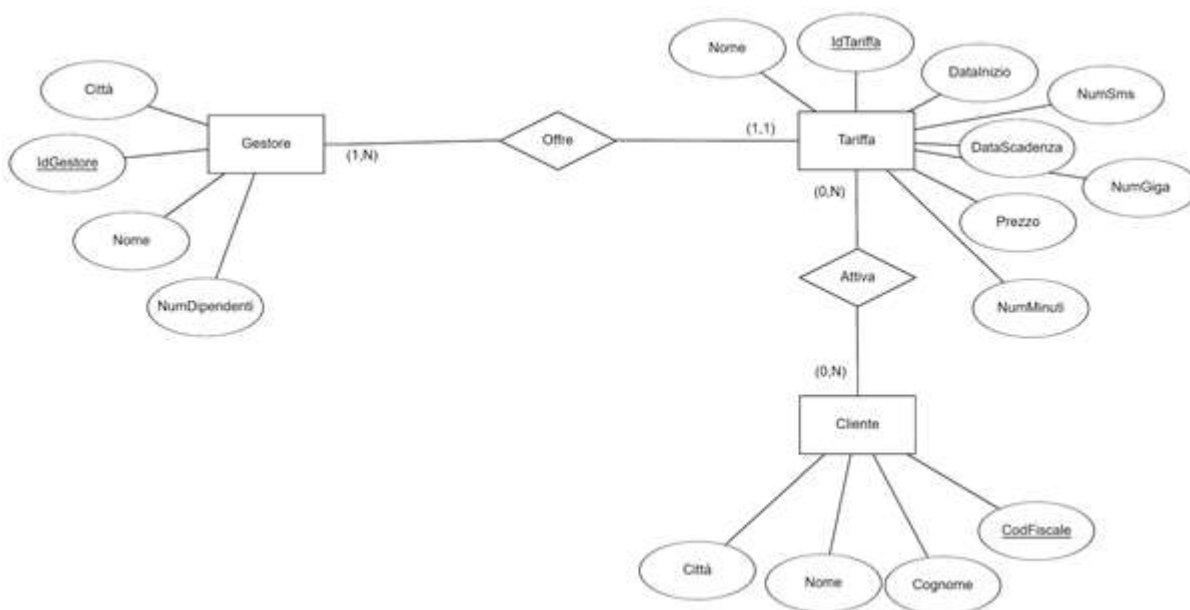 Nome
IdTariffa
DataInizio
NumSms
DataScadenza
NumGiga
Prezzo
NumMinuti
Città
IdGestore
Nome
NumDipendenti
Gestore
(1,N)
Offre
(1,1)
Tariffa
(0,N)
Attiva
(0,N)
Cliente
Città
Nome
Cognome
CodFiscale